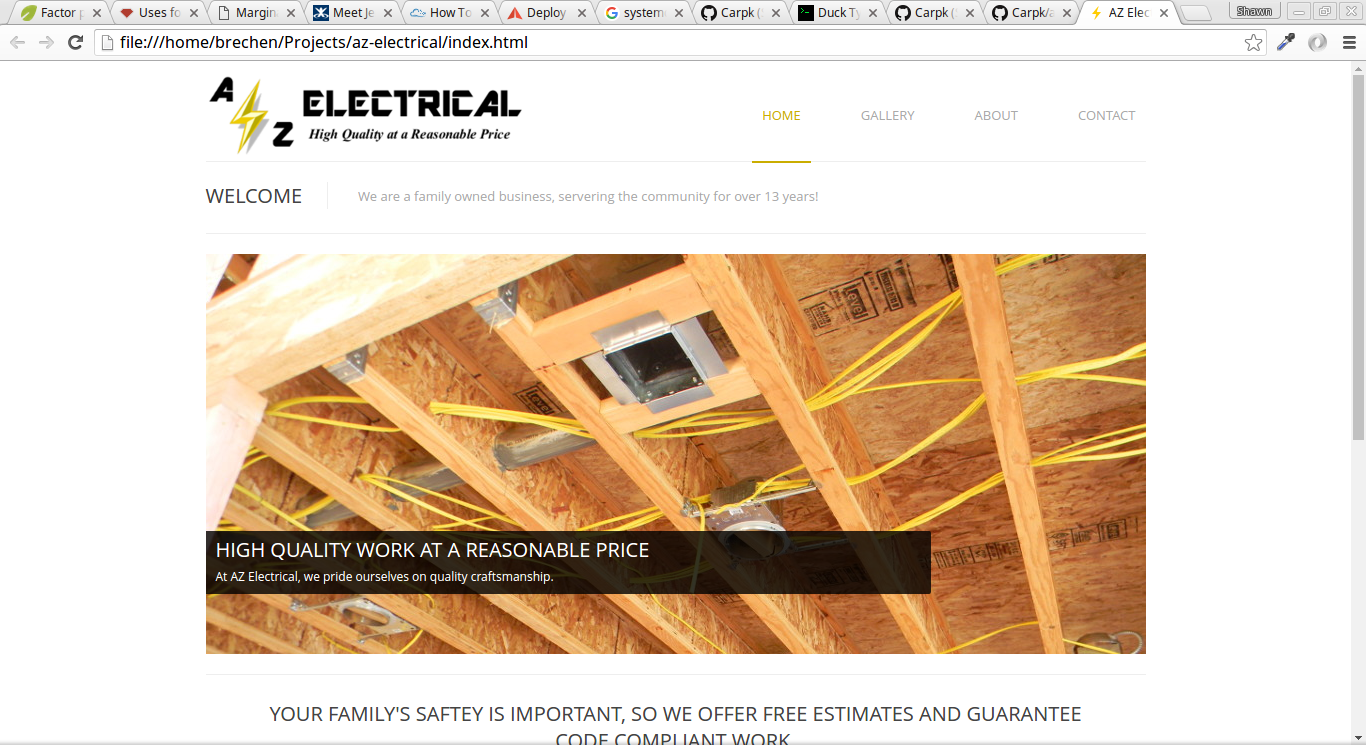 Factor
Uses fo
Margin
Meet Je
How To
Deploy
system
Carpk
Duck Ty
Carpk
Carpk/
AZ Elec
Shawn
file:///home/brechen/Projects/az-electrical/index.html
A Z ELECTRICAL
High Quality at a Reasonable Price
HOME GALLERY ABOUT CONTACT
WELCOME We are a family owned business, servering the community for over 13 years!
HIGH QUALITY WORK AT A REASONABLE PRICE
At AZ Electrical, we pride ourselves on quality craftsmanship.
YOUR FAMILY'S SAFTEY IS IMPORTANT, SO WE OFFER FREE ESTIMATES AND GUARANTEE
CODE COMPLIANT WORK